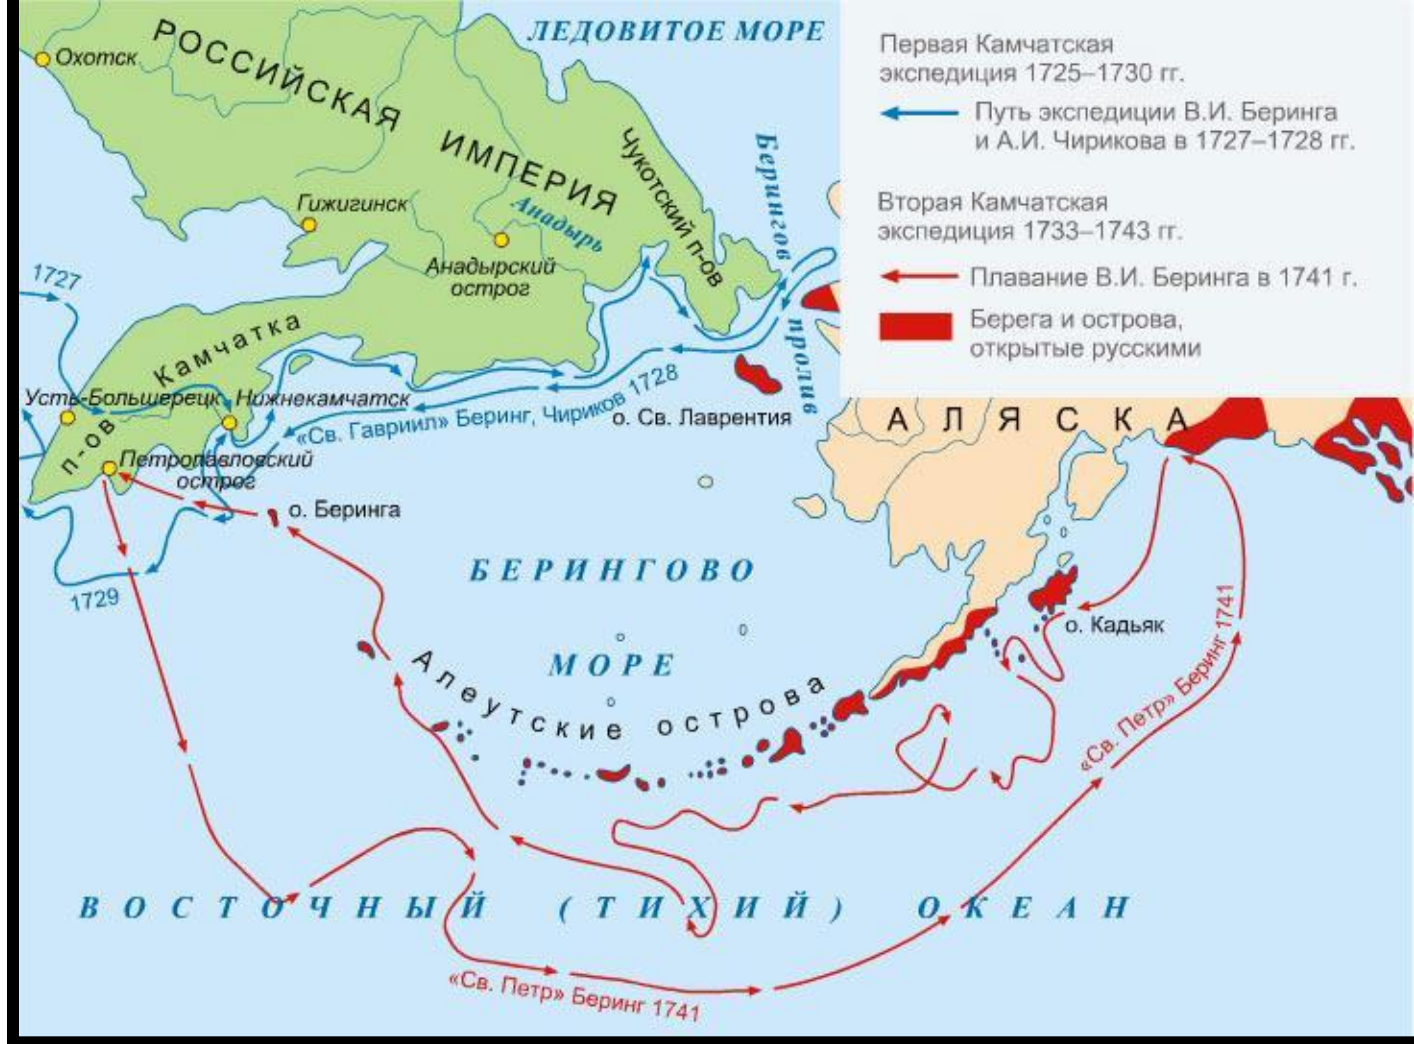 ЛЕДОВИТОЕ МОРЕ
Охотск
РОССИЙСКАЯ ИМПЕРИЯ
Гижигинск
Анадырь
Анадырский
острог
Чукотский п-ов
Берингов
пролив
Первая Камчатская
экспедиция 1725–1730 гг.
Путь экспедиции В.И. Беринга
и А.И. Чирикова в 1727–1728 гг.
Вторая Камчатская
экспедиция 1733–1743 гг.
Плавание В.И. Беринга в 1741 г.
Берега и острова,
открытые русскими
1727
п-ов Камчатка
Усть-Большерецк
Нижнекамчатск
«Св. Гавриил» Беринг, Чириков 1728
о. Св. Лаврентия
АЛЯСКА
Петропавловский
острог
о. Беринга
1729
БЕРИНГОВО
МОРЕ
о. Кадьяк
Алеутские острова
«Св. Петр» Беринг 1741
ВОСТОЧНЫЙ (ТИХИЙ) ОКЕАН
«Св. Петр» Беринг 1741